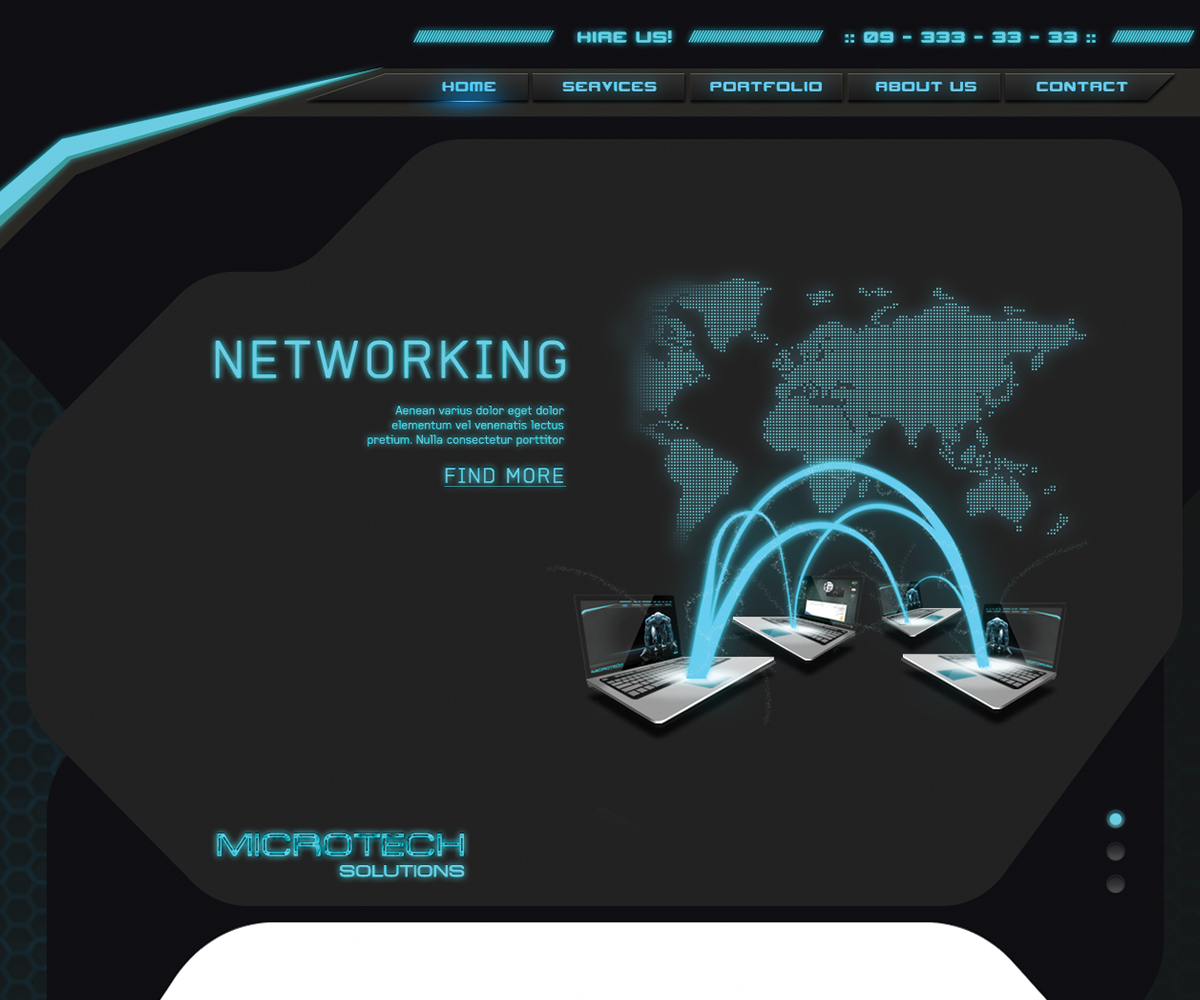 HIRE US!
:: 09 - 333 - 33 - 33 ::
HOME
SERVICES
PORTFOLIO
ABOUT US
CONTACT
NETWORKING
Aenean varius dolor eget dolor
elementum vel venenatis lectus
pretium. Nulla consectetur porttitor
FIND MORE
MICROTECH
SOLUTIONS